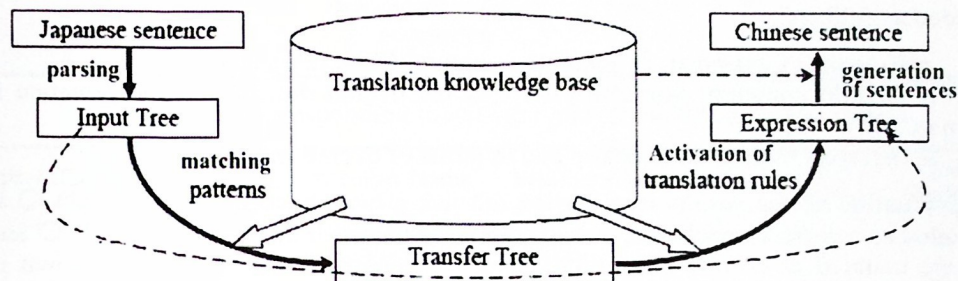 Japanese sentence
parsing
Input Tree
matching
patterns
Translation knowledge base
Transfer Tree
Chinese sentence
generation
of sentences
Expression Tree
Activation of
translation rules